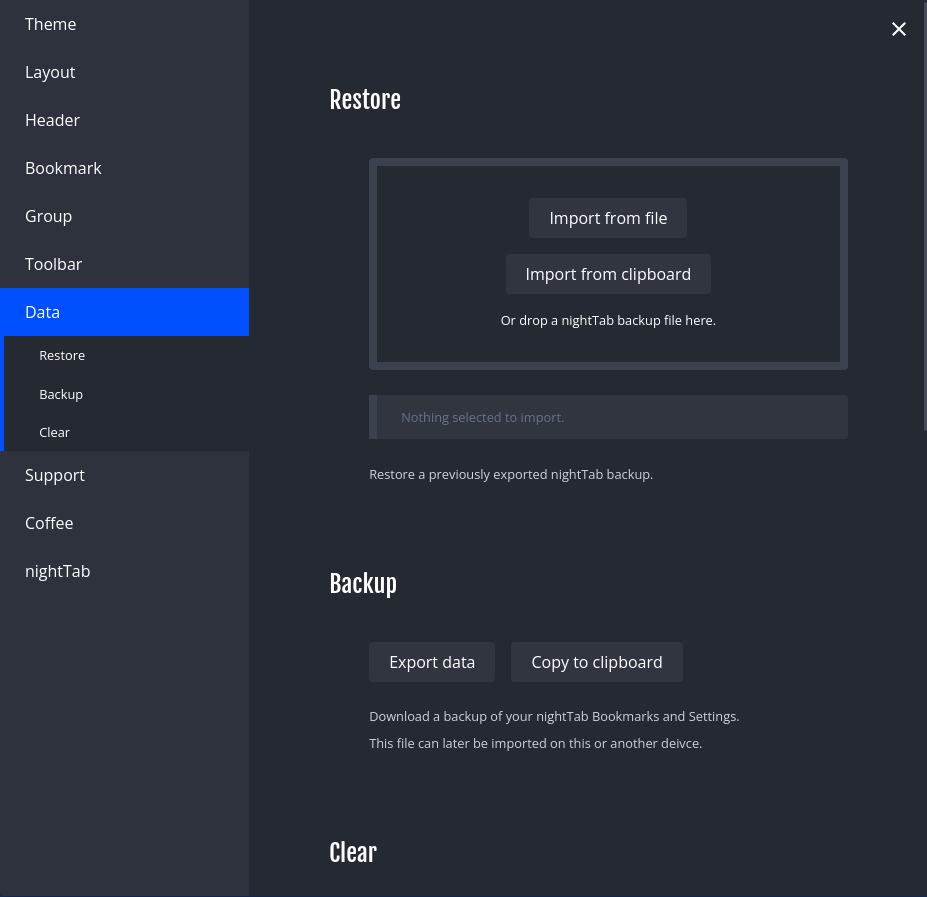 Theme
Layout
Header
Bookmark
Group
Toolbar
Data
Restore
Backup
Clear
Support
Coffee
nightTab
Restore
Import from file
Import from clipboard
Or drop a nightTab backup file here.
Nothing selected to import.
Restore a previously exported nightTab backup.
Backup
Export data
Copy to clipboard
Download a backup of your nightTab Bookmarks and Settings.
This file can later be imported on this or another deivce.
Clear